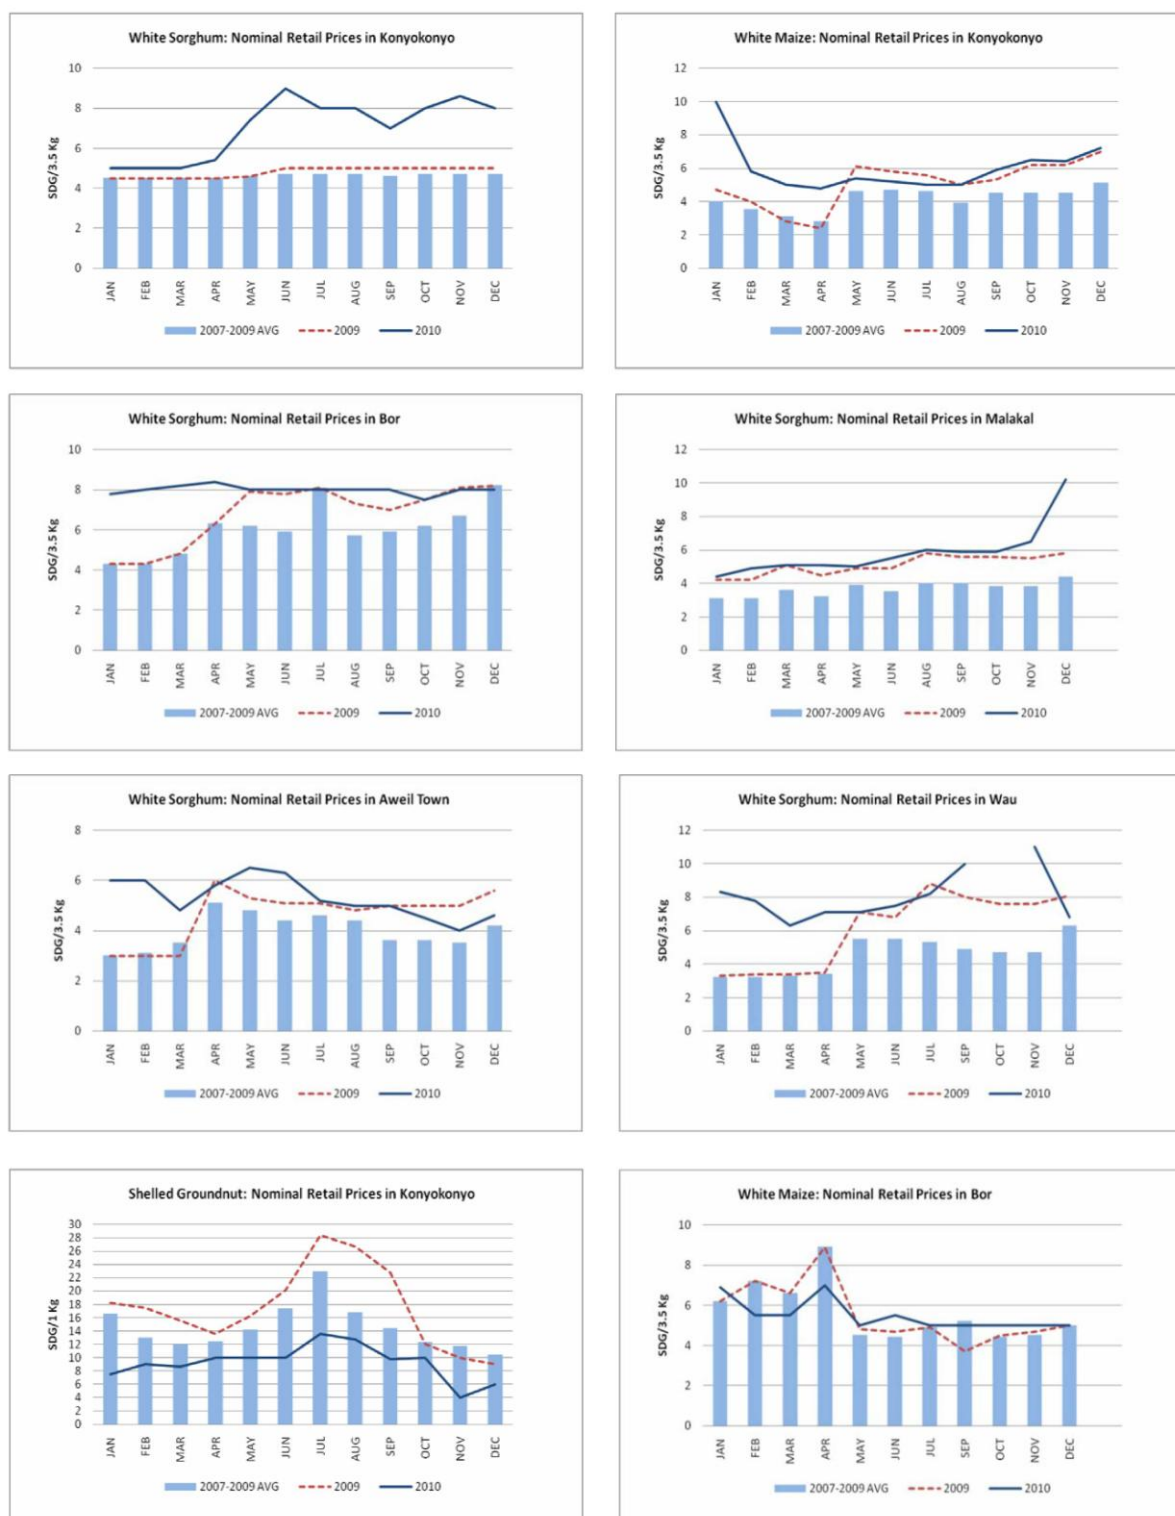 White Sorghum: Nominal Retail Prices in Konyokonyo
10
8
6
4
2
0
SDG/3.5 Kg
JAN FEB MAR APR MAY JUN JUL AUG SEP OCT NOV DEC
2007-2009 AVG 2009 2010
White Maize: Nominal Retail Prices in Konyokonyo
12
10
8
6
4
2
0
SDG/3.5 Kg
JAN FEB MAR APR MAY JUN JUL AUG SEP OCT NOV DEC
2007-2009 AVG 2009 2010
White Sorghum: Nominal Retail Prices in Bor
10
8
6
4
2
0
SDG/3.5 Kg
JAN FEB MAR APR MAY JUN JUL AUG SEP OCT NOV DEC
2007-2009 AVG 2009 2010
White Sorghum: Nominal Retail Prices in Malakal
12
10
8
6
4
2
0
SDG/3.5 Kg
JAN FEB MAR APR MAY JUN AUG SEP OCT NOV DEC
2007-2009 AVG 2009 2010
White Sorghum: Nominal Retail Prices in Aweil Town
8
6
4
2
0
SDG/3.5 Kg
JAN FEB MAR APR MAY JUN JUL AUG SEP OCT NOV DEC
2007-2009 AVG 2009 2010
White Sorghum: Nominal Retail Prices in Wau
12
10
8
6
4
2
0
SDG/3.5 Kg
JAN FEB MAR APR MAY JUN JUL SEP OCT NOV DEC
2007-2009 AVG 2009 2010
Shelled Groundnut: Nominal Retail Prices in Konyokonyo
30
28
26
24
22
20
18
16
14
12
10
8
6
4
2
0
SDG/1 Kg
JAN FEB MAR APR MAY JUN JUL AUG SEP OCT NOV DEC
2007-2009 AVG 2009 2010
White Maize: Nominal Retail Prices in Bor
10
8
6
4
2
0
SDG/3.5 Kg
JAN FEB MAR APR MAY JUN JUL SEP OCT NOV DEC
2007-2009 AVG 2009 2010